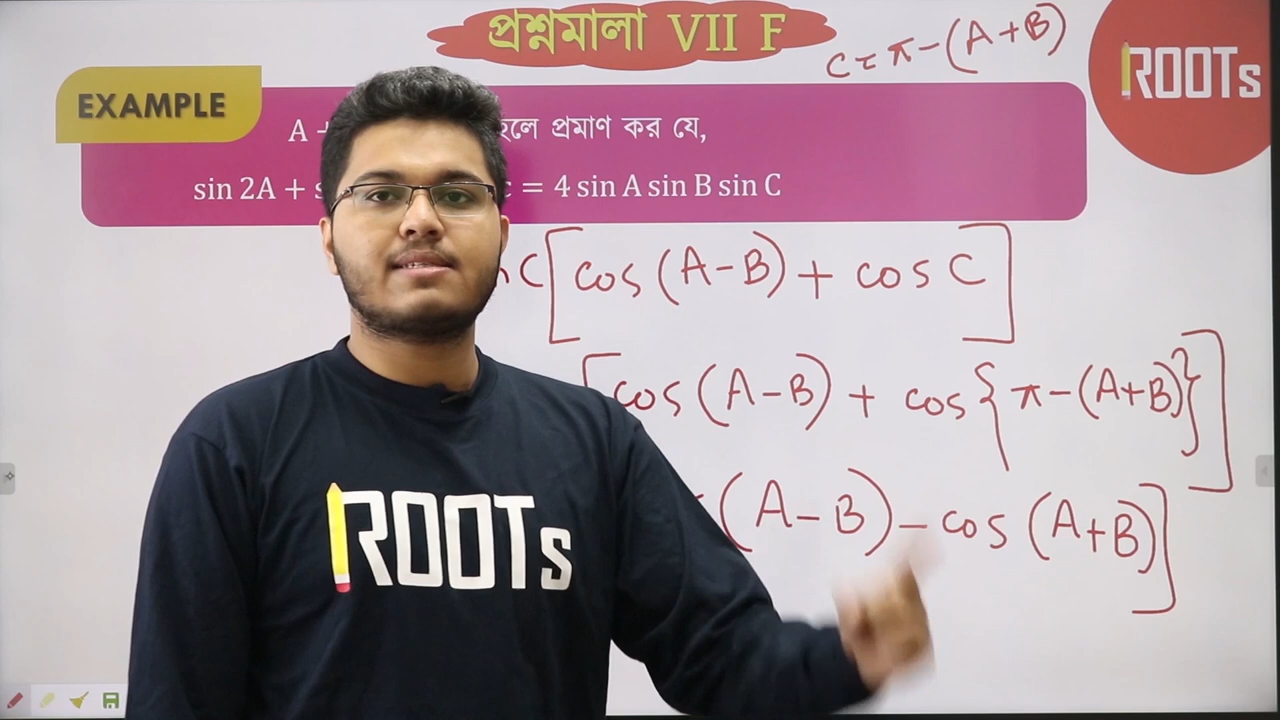 প্রশ্নমালা VII F
C = π - (A+B)
ROOTs
EXAMPLE
A + হলে প্রমাণ কর যে,
sin 2A + s c = 4 sin A sin B sin C
C [cos (A-B) + cos C]
[cos (A-B) + cos {π-(A+B)}]
(A-B) - cos (A+B)]
ROOTs